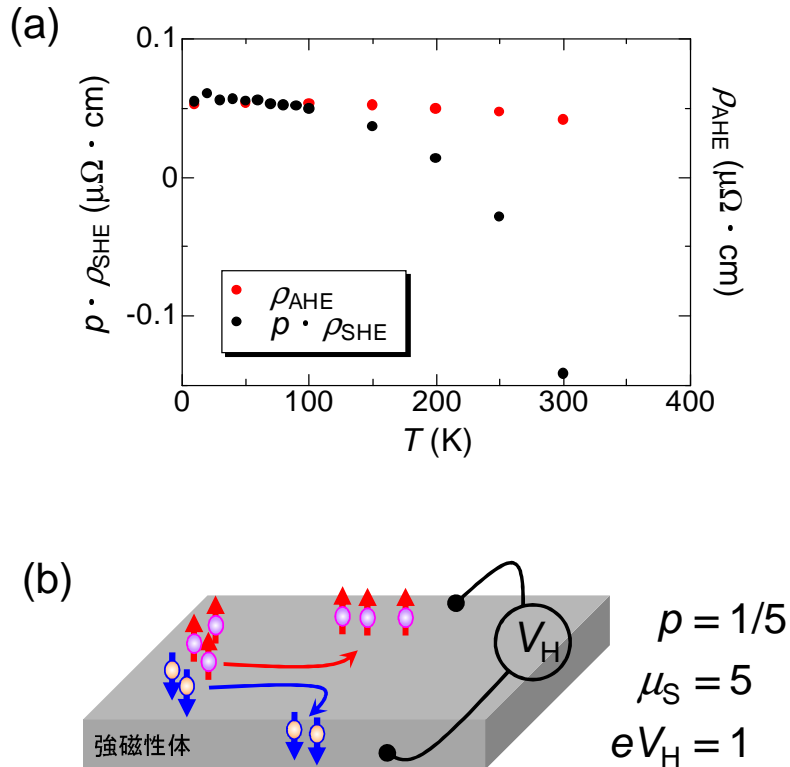 (a)
0.1
0
-0.1
p · ρSHE (μΩ · cm)
ρAHE (μΩ · cm)
ρAHE
p · ρSHE
0 100 200 300 400
T (K)
(b)
VH
強磁性体
p = 1/5
μS = 5
eVH = 1